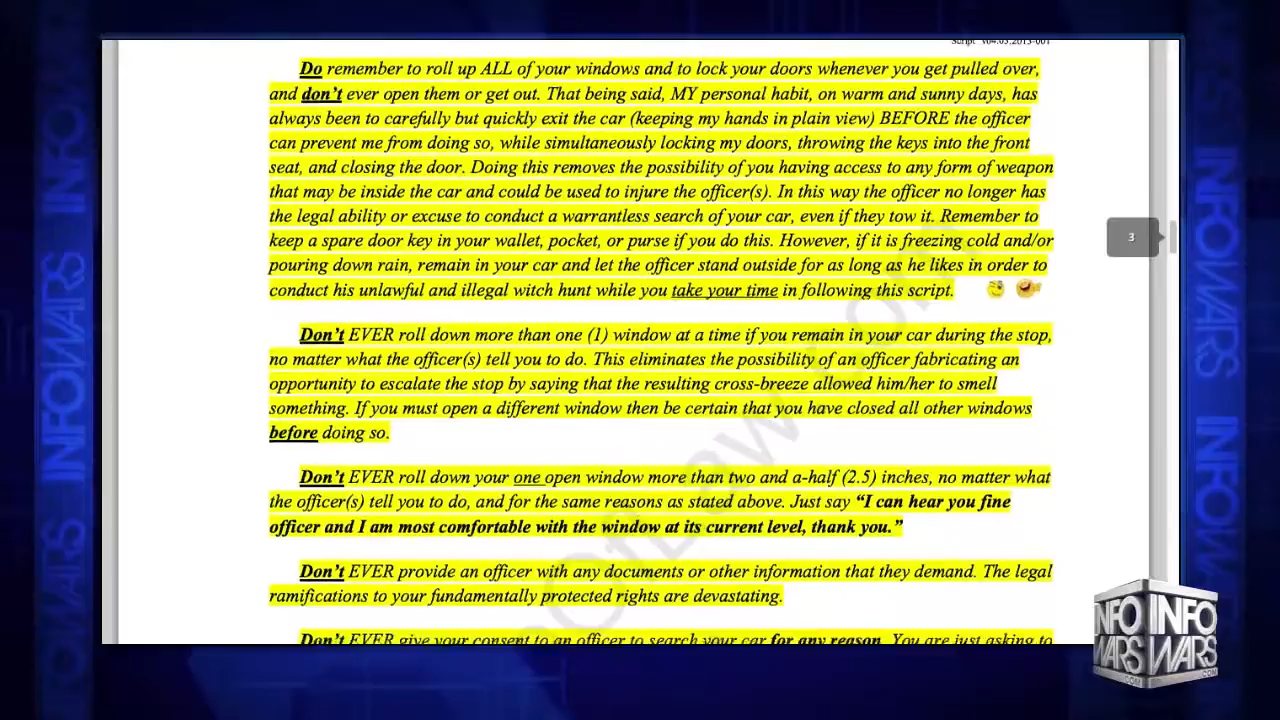 Script v04.05.2013-001
Do remember to roll up ALL of your windows and to lock your doors whenever you get pulled over,
and don't ever open them or get out. That being said, MY personal habit, on warm and sunny days, has
always been to carefully but quickly exit the car (keeping my hands in plain view) BEFORE the officer
can prevent me from doing so, while simultaneously locking my doors, throwing the keys into the front
seat, and closing the door. Doing this removes the possibility of you having access to any form of weapon
that may be inside the car and could be used to injure the officer(s). In this way the officer no longer has
the legal ability or excuse to conduct a warrantless search of your car, even if they tow it. Remember to
keep a spare door key in your wallet, pocket, or purse if you do this. However, if it is freezing cold and/or
pouring down rain, remain in your car and let the officer stand outside for as long as he likes in order to
conduct his unlawful and illegal witch hunt while you take your time in following this script.
3
Don't EVER roll down more than one (1) window at a time if you remain in your car during the stop,
no matter what the officer(s) tell you to do. This eliminates the possibility of an officer fabricating an
opportunity to escalate the stop by saying that the resulting cross-breeze allowed him/her to smell
something. If you must open a different window then be certain that you have closed all other windows
before doing so.
Don't EVER roll down your one open window more than two and a-half (2.5) inches, no matter what
the officer(s) tell you to do, and for the same reasons as stated above. Just say “I can hear you fine
officer and I am most comfortable with the window at its current level, thank you.”
Don't EVER provide an officer with any documents or other information that they demand. The legal
ramifications to your fundamentally protected rights are devastating.
Don't EVER give your consent to an officer to search your car for any reason. You are just asking to
INFO INFO
WARS WARS
.COM .COM
INFOWARS
INFOWARS